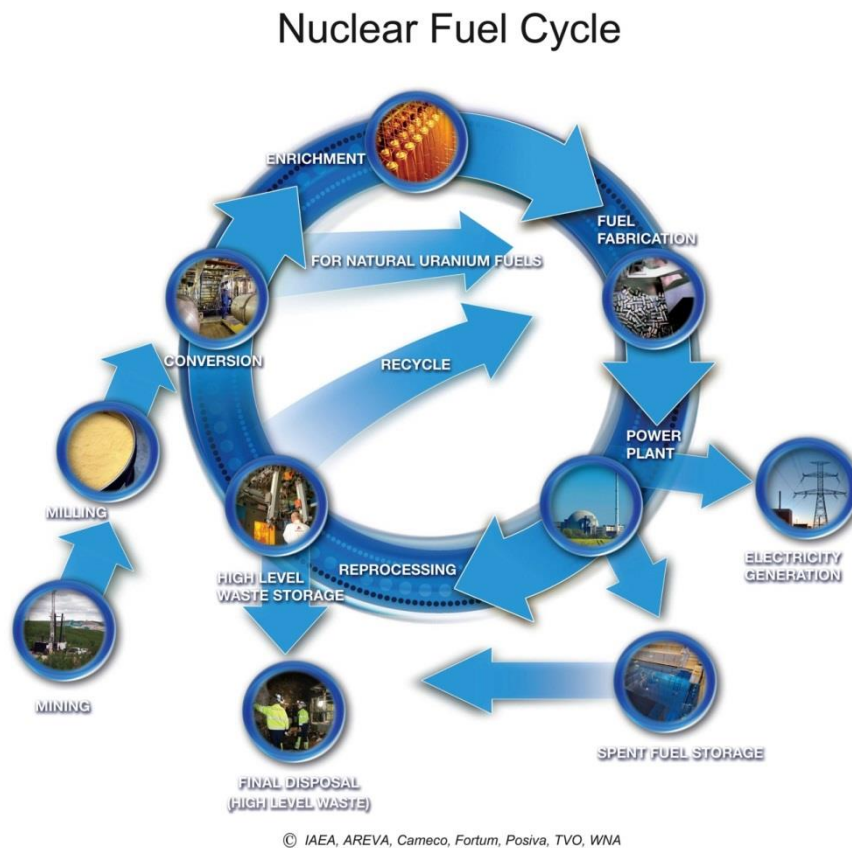 Nuclear Fuel Cycle
ENRICHMENT
FUEL
FABRICATION
FOR NATURAL URANIUM FUELS
CONVERSION
RECYCLE
POWER
PLANT
MILLING
ELECTRICITY
GENERATION
HIGH LEVEL
WASTE STORAGE
REPROCESSING
MINING
SPENT FUEL STORAGE
FINAL DISPOSAL
(HIGH LEVEL WASTE)
© IAEA, AREVA, Cameco, Fortum, Posiva, TVO, WNA